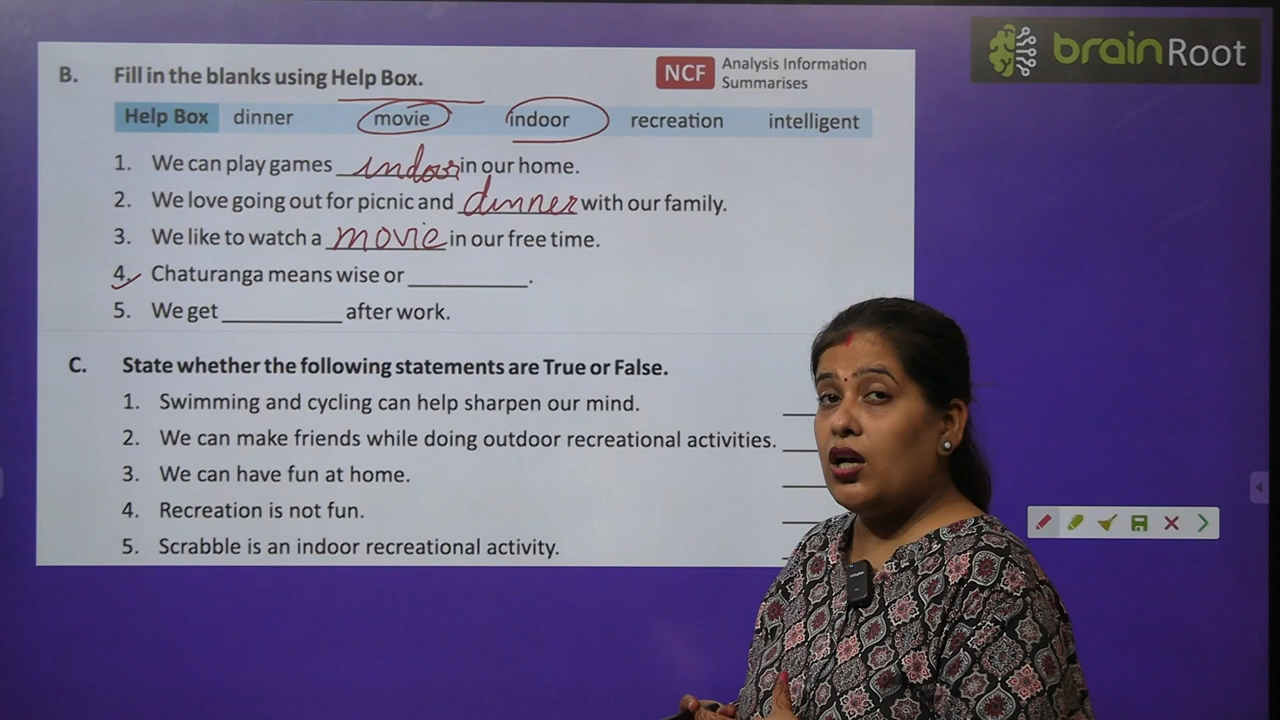 brainRoot
B. Fill in the blanks using Help Box.
NCF Analysis Information
Summarises
Help Box dinner movie indoor recreation intelligent
1. We can play games indoor in our home.
2. We love going out for picnic and dinner with our family.
3. We like to watch a movie in our free time.
4. Chaturanga means wise or __________.
5. We get __________ after work.
C. State whether the following statements are True or False.
1. Swimming and cycling can help sharpen our mind.
2. We can make friends while doing outdoor recreational activities.
3. We can have fun at home.
4. Recreation is not fun.
5. Scrabble is an indoor recreational activity.